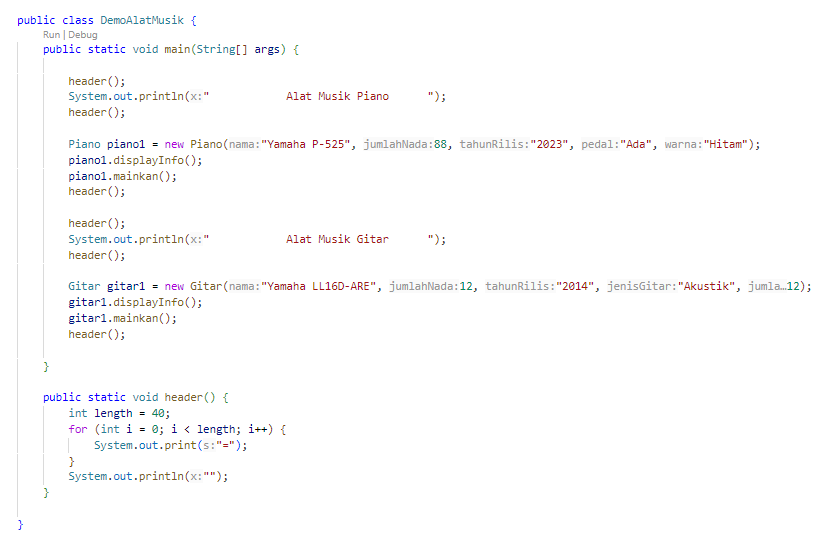 public class DemoAlatMusik {
Run | Debug
public static void main(String[] args) {
header();
System.out.println(x:"            Alat Musik Piano      ");
header();
Piano piano1 = new Piano(nama:"Yamaha P-525", jumlahNada:88, tahunRilis:"2023", pedal:"Ada", warna:"Hitam");
piano1.displayInfo();
piano1.mainkan();
header();
header();
System.out.println(x:"            Alat Musik Gitar      ");
header();
Gitar gitar1 = new Gitar(nama:"Yamaha LL16D-ARE", jumlahNada:12, tahunRilis:"2014", jenisGitar:"Akustik", jumla…12);
gitar1.displayInfo();
gitar1.mainkan();
header();
}
public static void header() {
int length = 40;
for (int i = 0; i < length; i++) {
System.out.print(s:"=");
}
System.out.println(x:"");
}
}